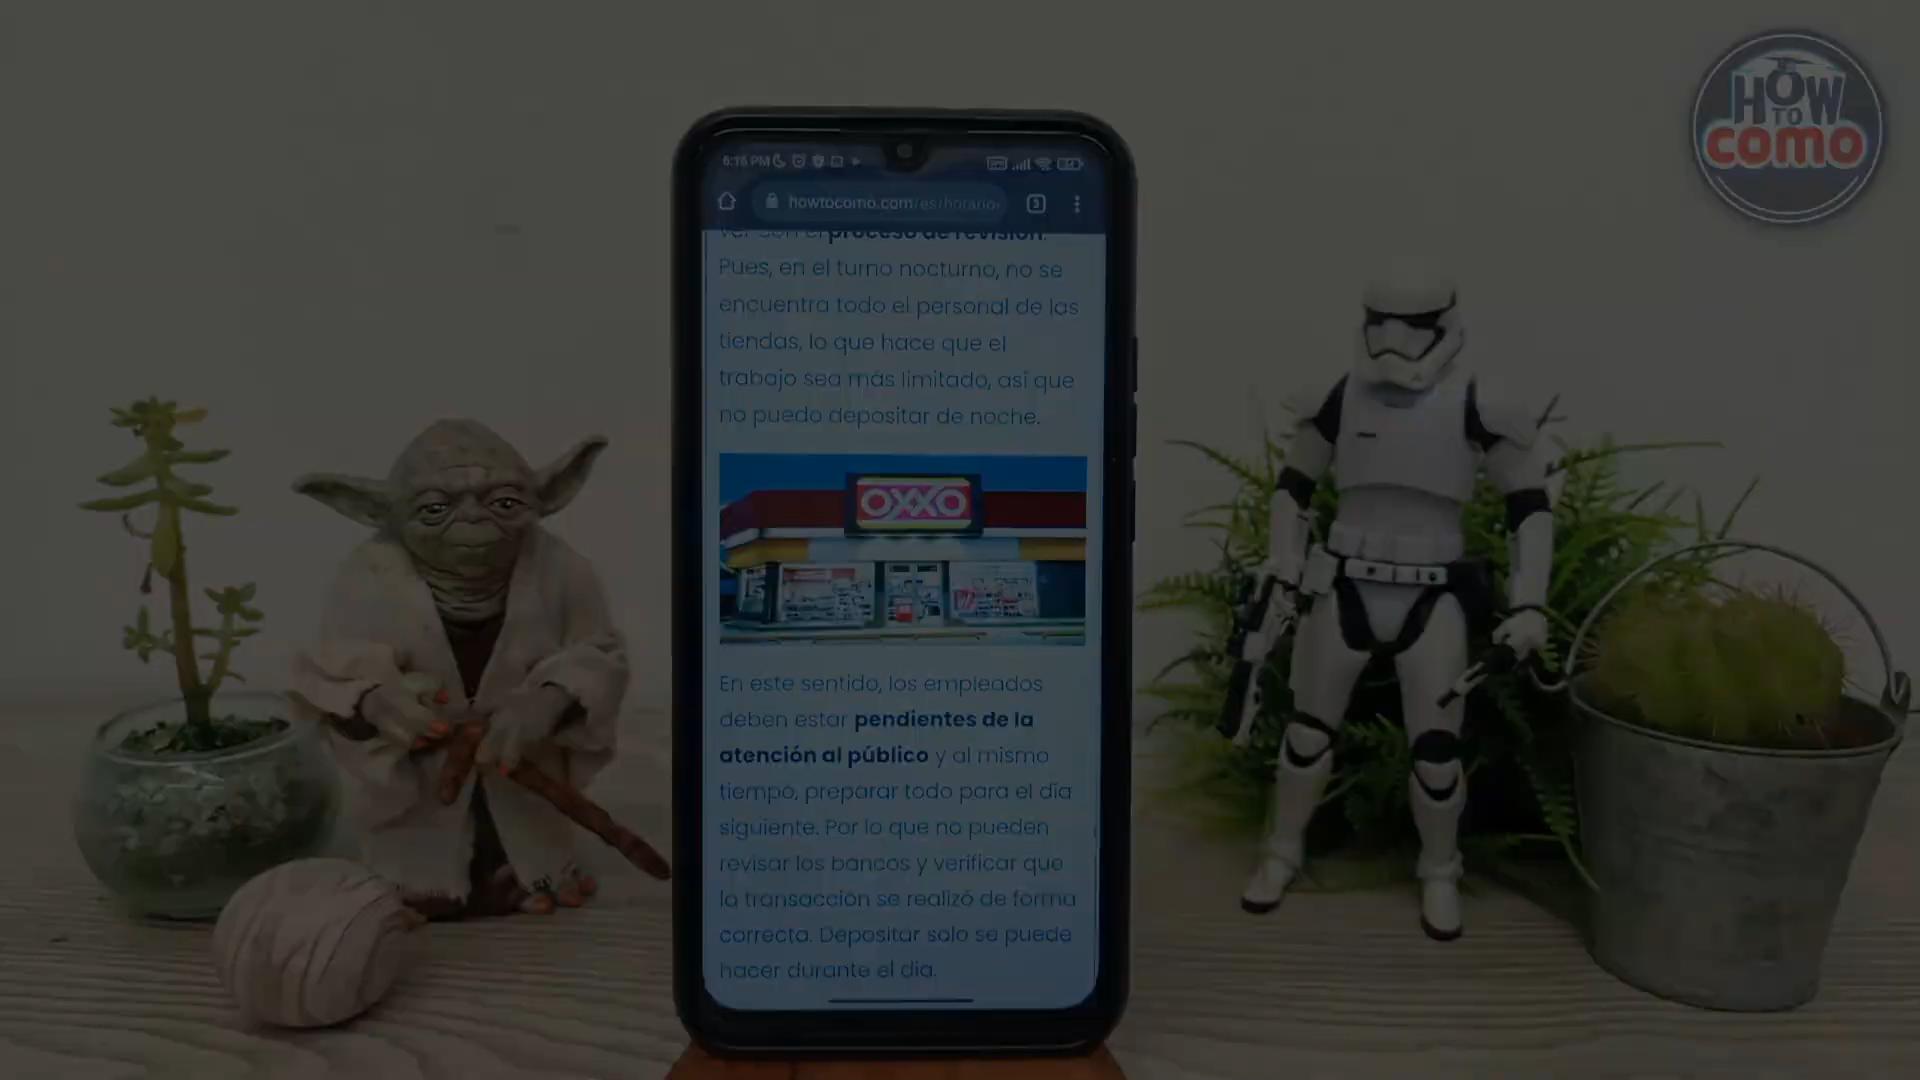 HOW
TO
como
6:16 PM
howtocomo.com/es/horario
proceso de revisión.
Pues, en el turno nocturno, no se
encuentra todo el personal de las
tiendas, lo que hace que el
trabajo sea más limitado, así que
no puedo depositar de noche.
OXXO
En este sentido, los empleados
deben estar pendientes de la
atención al público y al mismo
tiempo, preparar todo para el día
siguiente. Por lo que no pueden
revisar los bancos y verificar que
la transacción se realizó de forma
correcta. Depositar solo se puede
hacer durante el día.